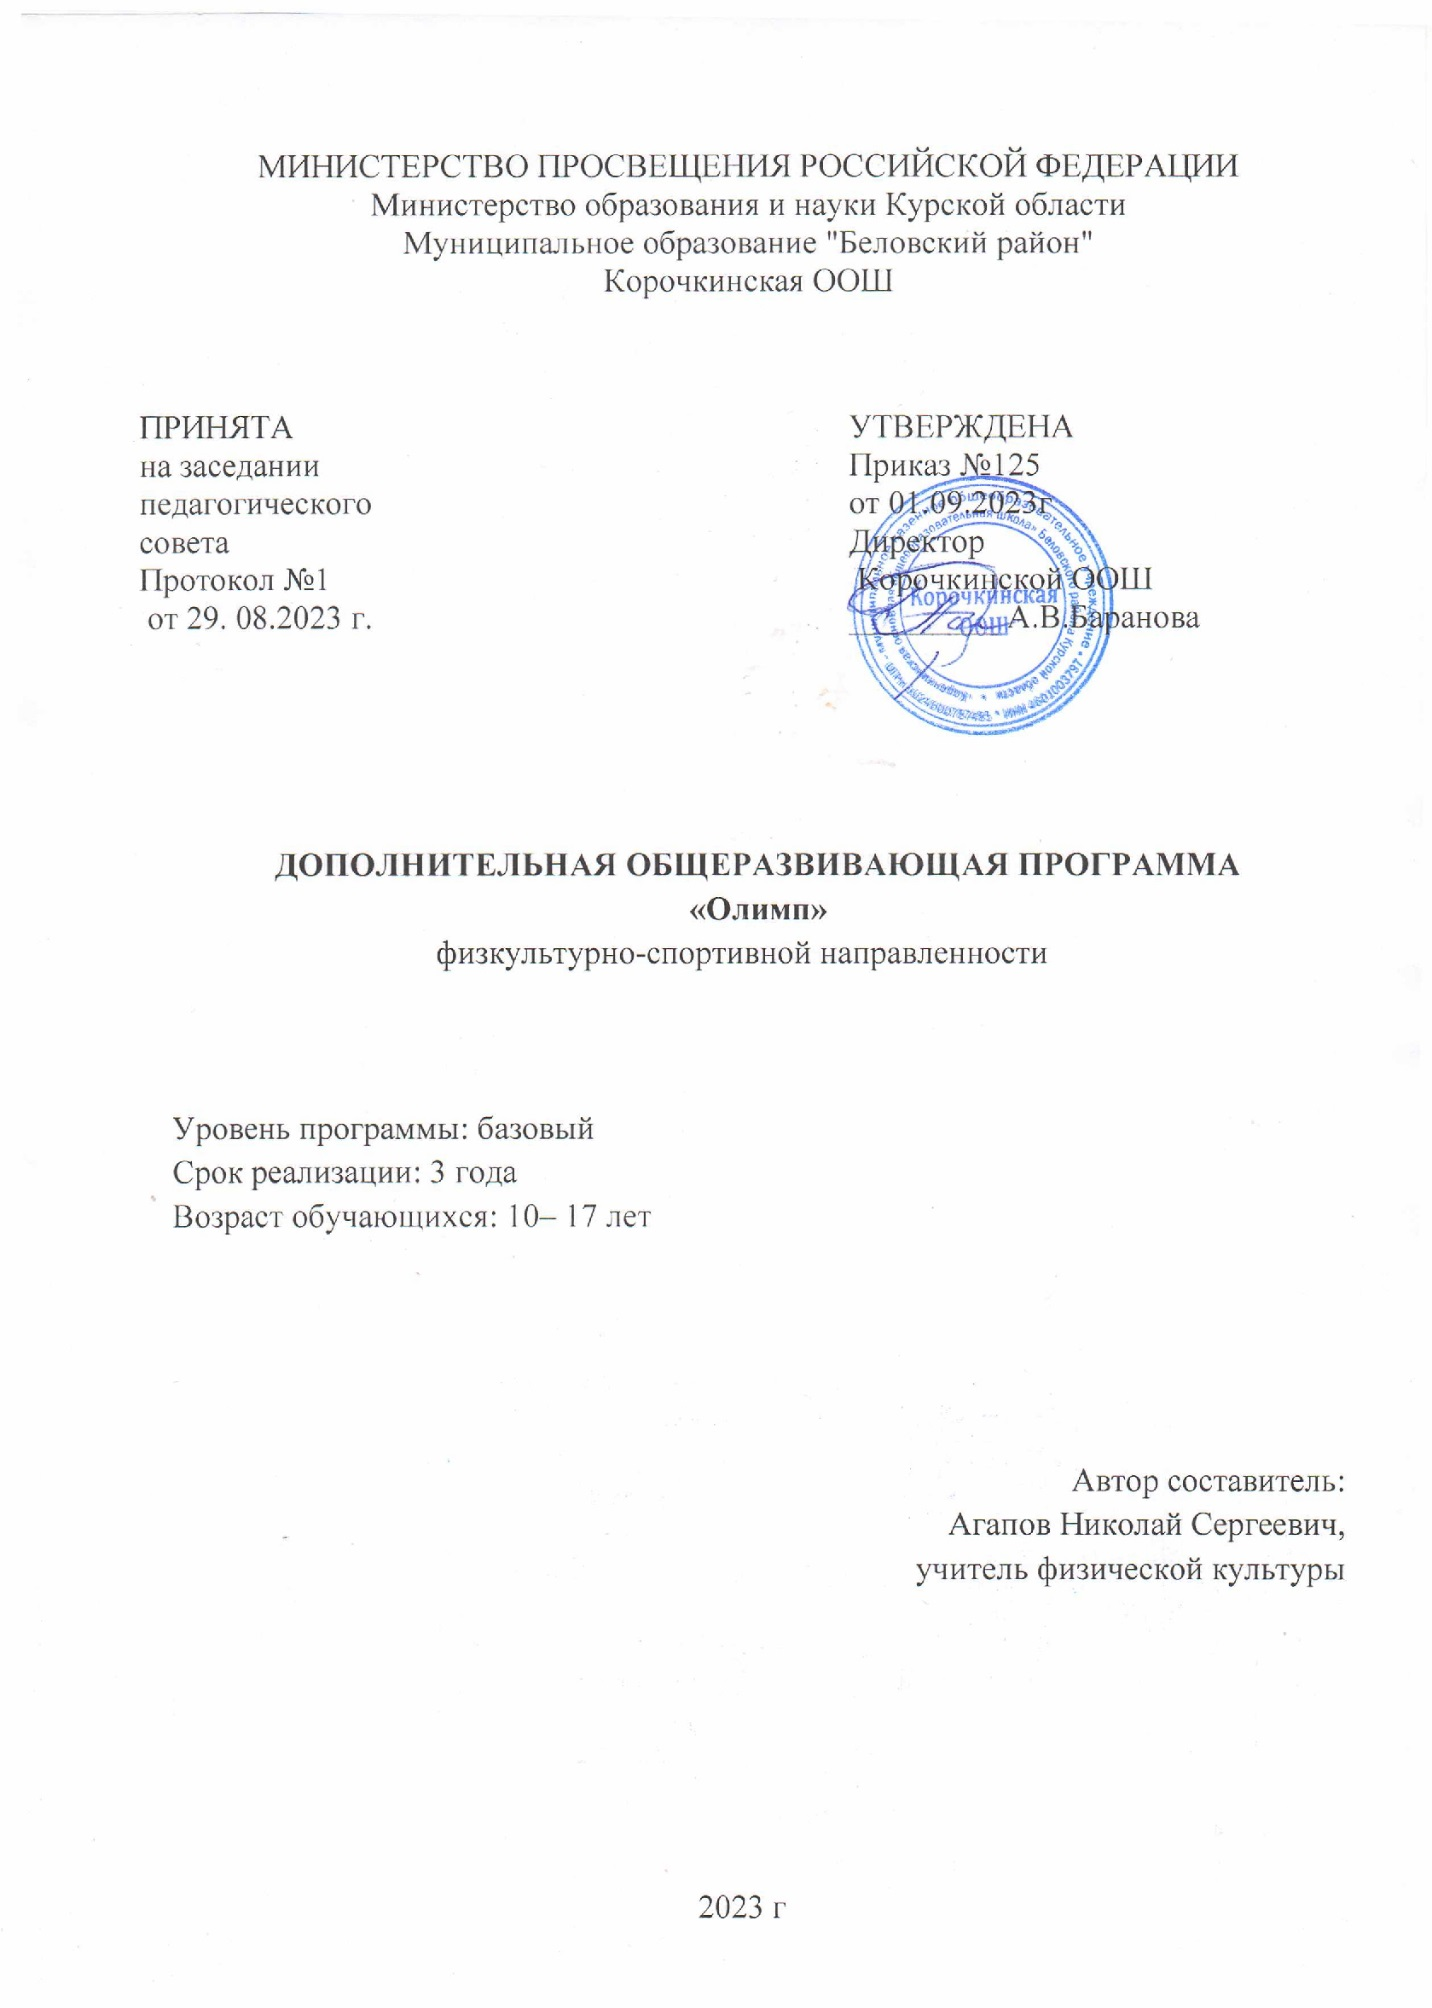 МИНИСТЕРСТВО ПРОСВЕЩЕНИЯ РОССИЙСКОЙ ФЕДЕРАЦИИ
Министерство образования и науки Курской области
Муниципальное образование "Беловский район"
Корочкинская ООШ
ПРИНЯТА
на заседании
педагогического
совета
Протокол №1
от 29. 08.2023 г.
УТВЕРЖДЕНА
Приказ №125
от 01.09.2023г
Директор
Корочкинской ООШ
А.В.Баранова
Корочкинская
ООШ
ДОПОЛНИТЕЛЬНАЯ ОБЩЕРАЗВИВАЮЩАЯ ПРОГРАММА
«Олимп»
физкультурно-спортивной направленности
Уровень программы: базовый
Срок реализации: 3 года
Возраст обучающихся: 10– 17 лет
Автор составитель:
Агапов Николай Сергеевич,
учитель физической культуры
2023 г